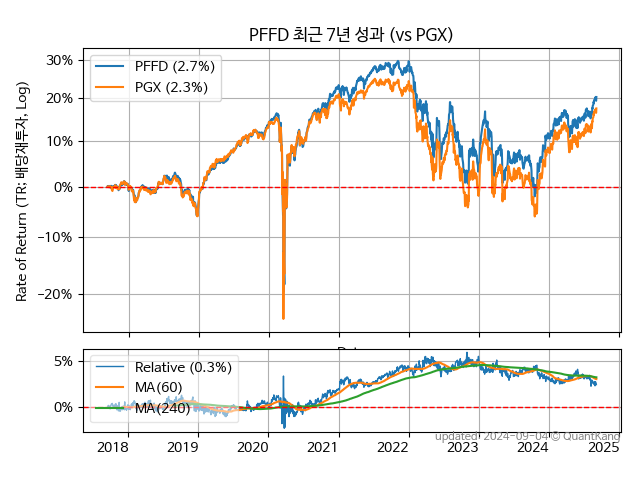 PFFD 최근 7년 성과 (vs PGX)
Rate of Return (TR: 배당재투자, Log)
30%
20%
10%
0%
−10%
−20%
PFFD (2.7%)
PGX (2.3%)
5%
0%
Relative (0.3%)
MA(60)
MA(240)
2018 2019 2020 2021 2022 2023 2024 2025
updated: 2024-09-04 © QuantKang